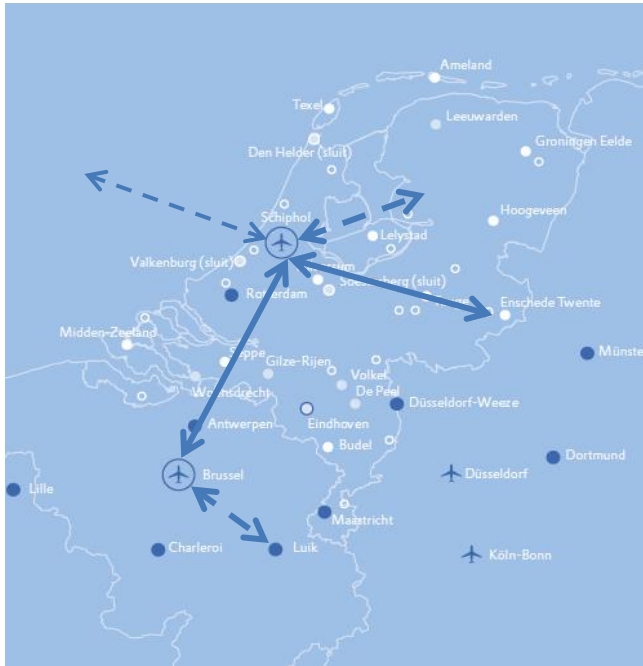 Ameland
Texel
Leeuwarden
Den Helder (sluit)
Groningen Eelde
Schiphol
Hoogeveen
Lelystad
Valkenburg (sluit)
Soesterberg (sluit)
Rotterdam
Enschede Twente
Midden-Zeeland
Seppe
Gilze-Rijen
Münster
Volkel
Woensdrecht
De Peel
Düsseldorf-Weeze
Antwerpen
Eindhoven
Budel
Dortmund
Brussel
Düsseldorf
Lille
Maastricht
Charleroi
Luik
Köln-Bonn